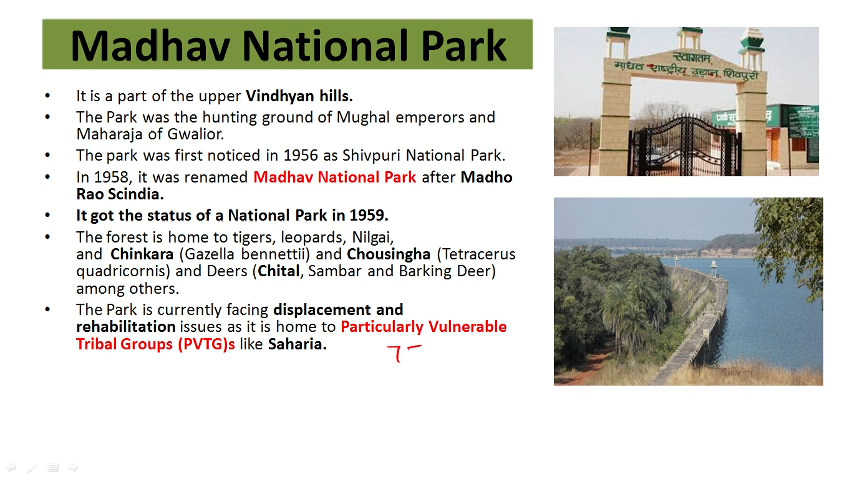 Madhav National Park
• It is a part of the upper Vindhyan hills.
• The Park was the hunting ground of Mughal emperors and
Maharaja of Gwalior.
• The park was first noticed in 1956 as Shivpuri National Park.
• In 1958, it was renamed Madhav National Park after Madho
Rao Scindia.
• It got the status of a National Park in 1959.
• The forest is home to tigers, leopards, Nilgai,
and Chinkara (Gazella bennettii) and Chousingha (Tetracerus
quadricornis) and Deers (Chital, Sambar and Barking Deer)
among others.
• The Park is currently facing displacement and
rehabilitation issues as it is home to Particularly Vulnerable
Tribal Groups (PVTG)s like Saharia.
स्वागतम्
माधव राष्ट्रीय उद्यान, शिवपुरी